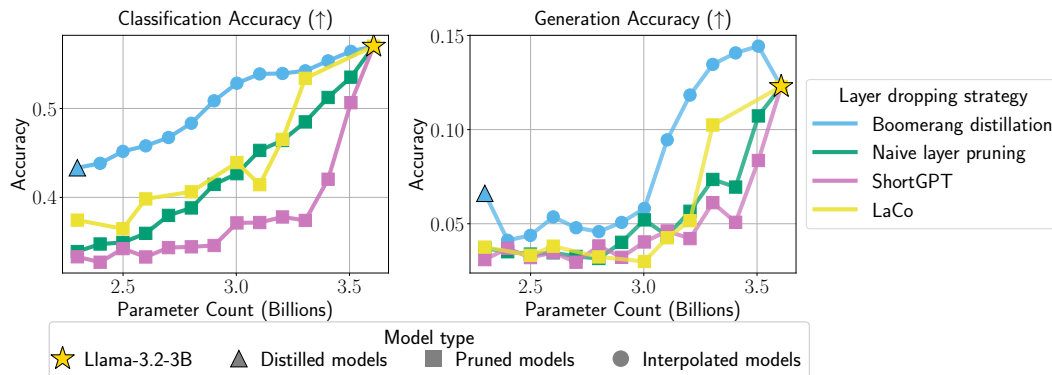 Classification Accuracy (↑)
Accuracy
0.5
0.4
2.5
3.0
3.5
Parameter Count (Billions)
Generation Accuracy (↑)
Accuracy
0.15
0.10
0.05
2.5
3.0
3.5
Parameter Count (Billions)
Layer dropping strategy
Boomerang distillation
Naive layer pruning
ShortGPT
LaCo
Model type
Llama-3.2-3B
Distilled models
Pruned models
Interpolated models